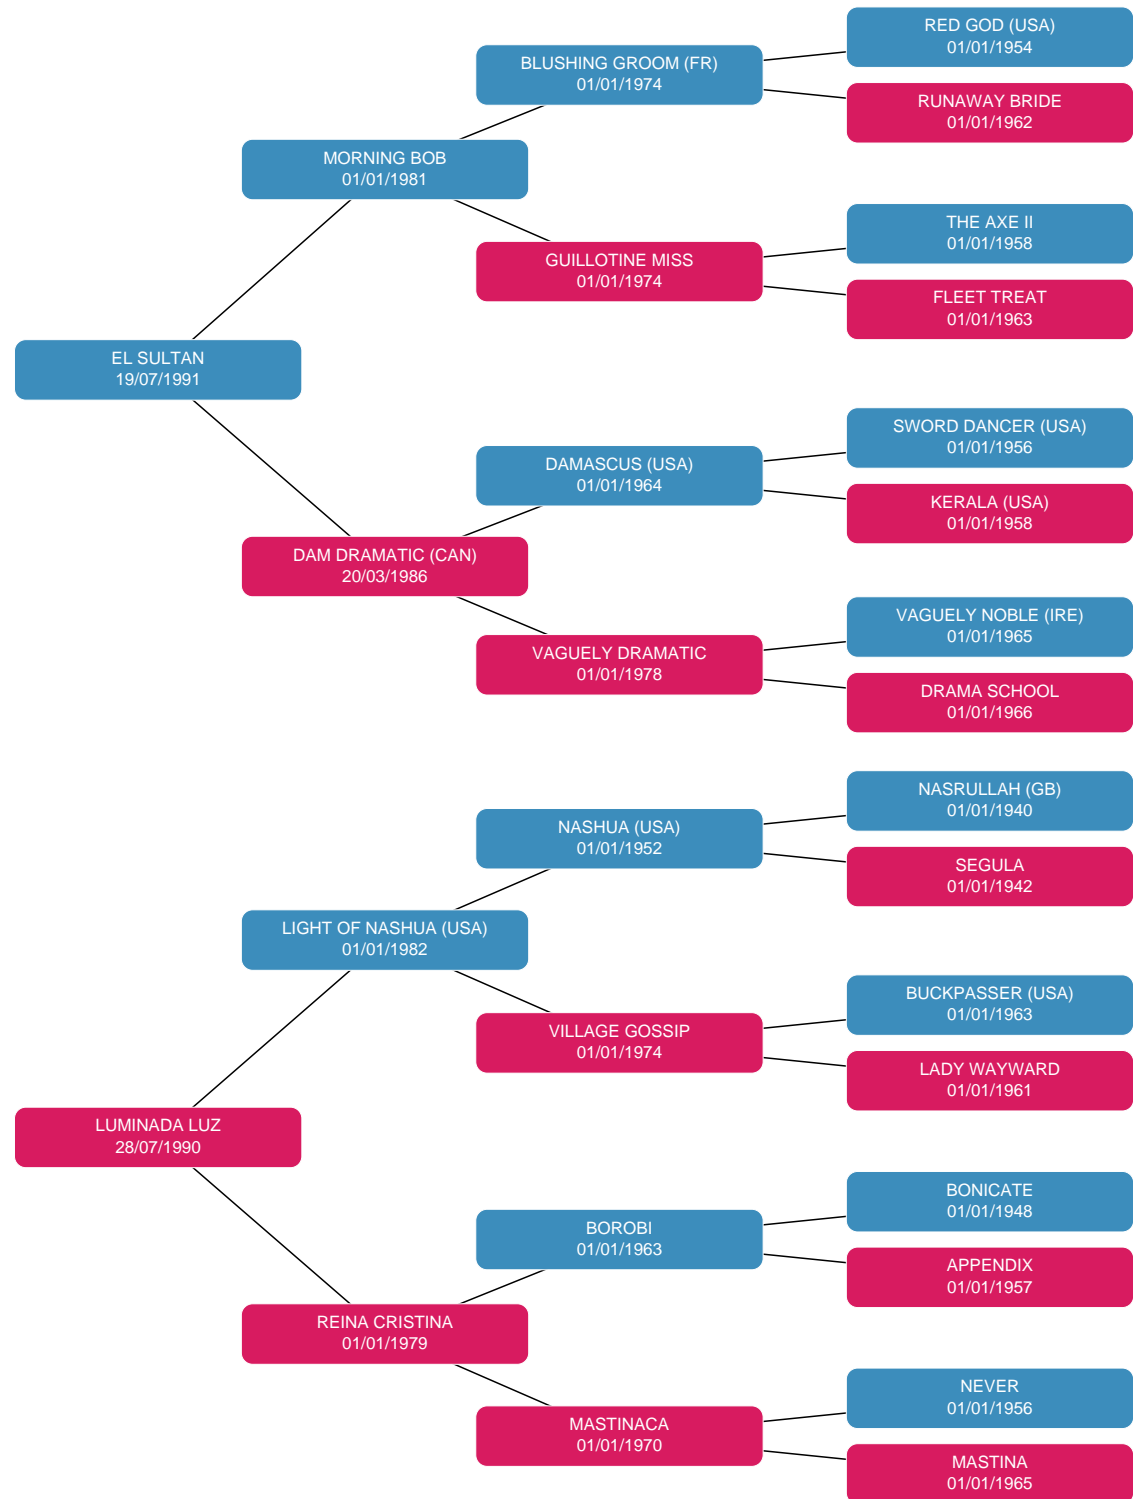 RED GOD (USA)
01/01/1954
BLUSHING GROOM (FR)
01/01/1974
RUNAWAY BRIDE
01/01/1962
MORNING BOB
01/01/1981
THE AXE II
01/01/1958
GUILLOTINE MISS
01/01/1974
FLEET TREAT
01/01/1963
EL SULTAN
19/07/1991
SWORD DANCER (USA)
01/01/1956
DAMASCUS (USA)
01/01/1964
KERALA (USA)
01/01/1958
DAM DRAMATIC (CAN)
20/03/1986
VAGUELY NOBLE (IRE)
01/01/1965
VAGUELY DRAMATIC
01/01/1978
DRAMA SCHOOL
01/01/1966
NASRULLAH (GB)
01/01/1940
NASHUA (USA)
01/01/1952
SEGULA
01/01/1942
LIGHT OF NASHUA (USA)
01/01/1982
BUCKPASSER (USA)
01/01/1963
VILLAGE GOSSIP
01/01/1974
LADY WAYWARD
01/01/1961
LUMINADA LUZ
28/07/1990
BONICATE
01/01/1948
BOROBI
01/01/1963
APPENDIX
01/01/1957
REINA CRISTINA
01/01/1979
NEVER
01/01/1956
MASTINACA
01/01/1970
MASTINA
01/01/1965